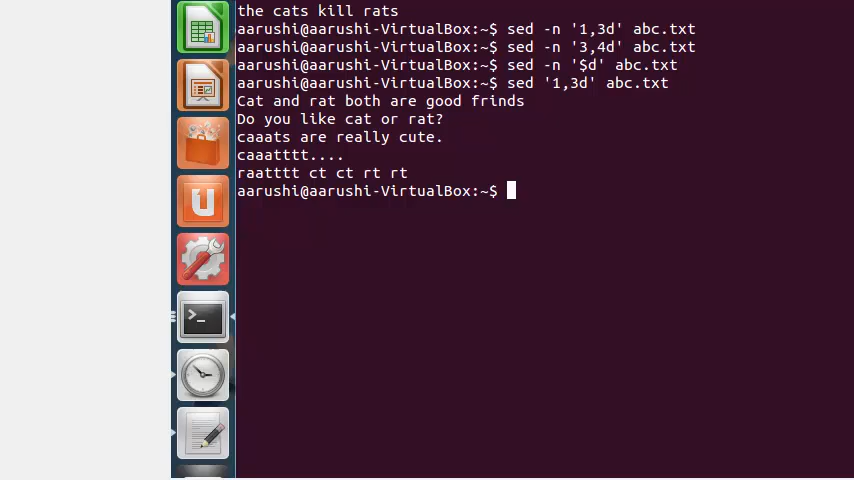 the cats kill rats
aarushi@aarushi-VirtualBox:~$ sed -n '1,3d' abc.txt
aarushi@aarushi-VirtualBox:~$ sed -n '3,4d' abc.txt
aarushi@aarushi-VirtualBox:~$ sed -n '$d' abc.txt
aarushi@aarushi-VirtualBox:~$ sed '1,3d' abc.txt
Cat and rat both are good frinds
Do you like cat or rat?
caaats are really cute.
caaatttt....
raatttt ct ct rt rt
aarushi@aarushi-VirtualBox:~$